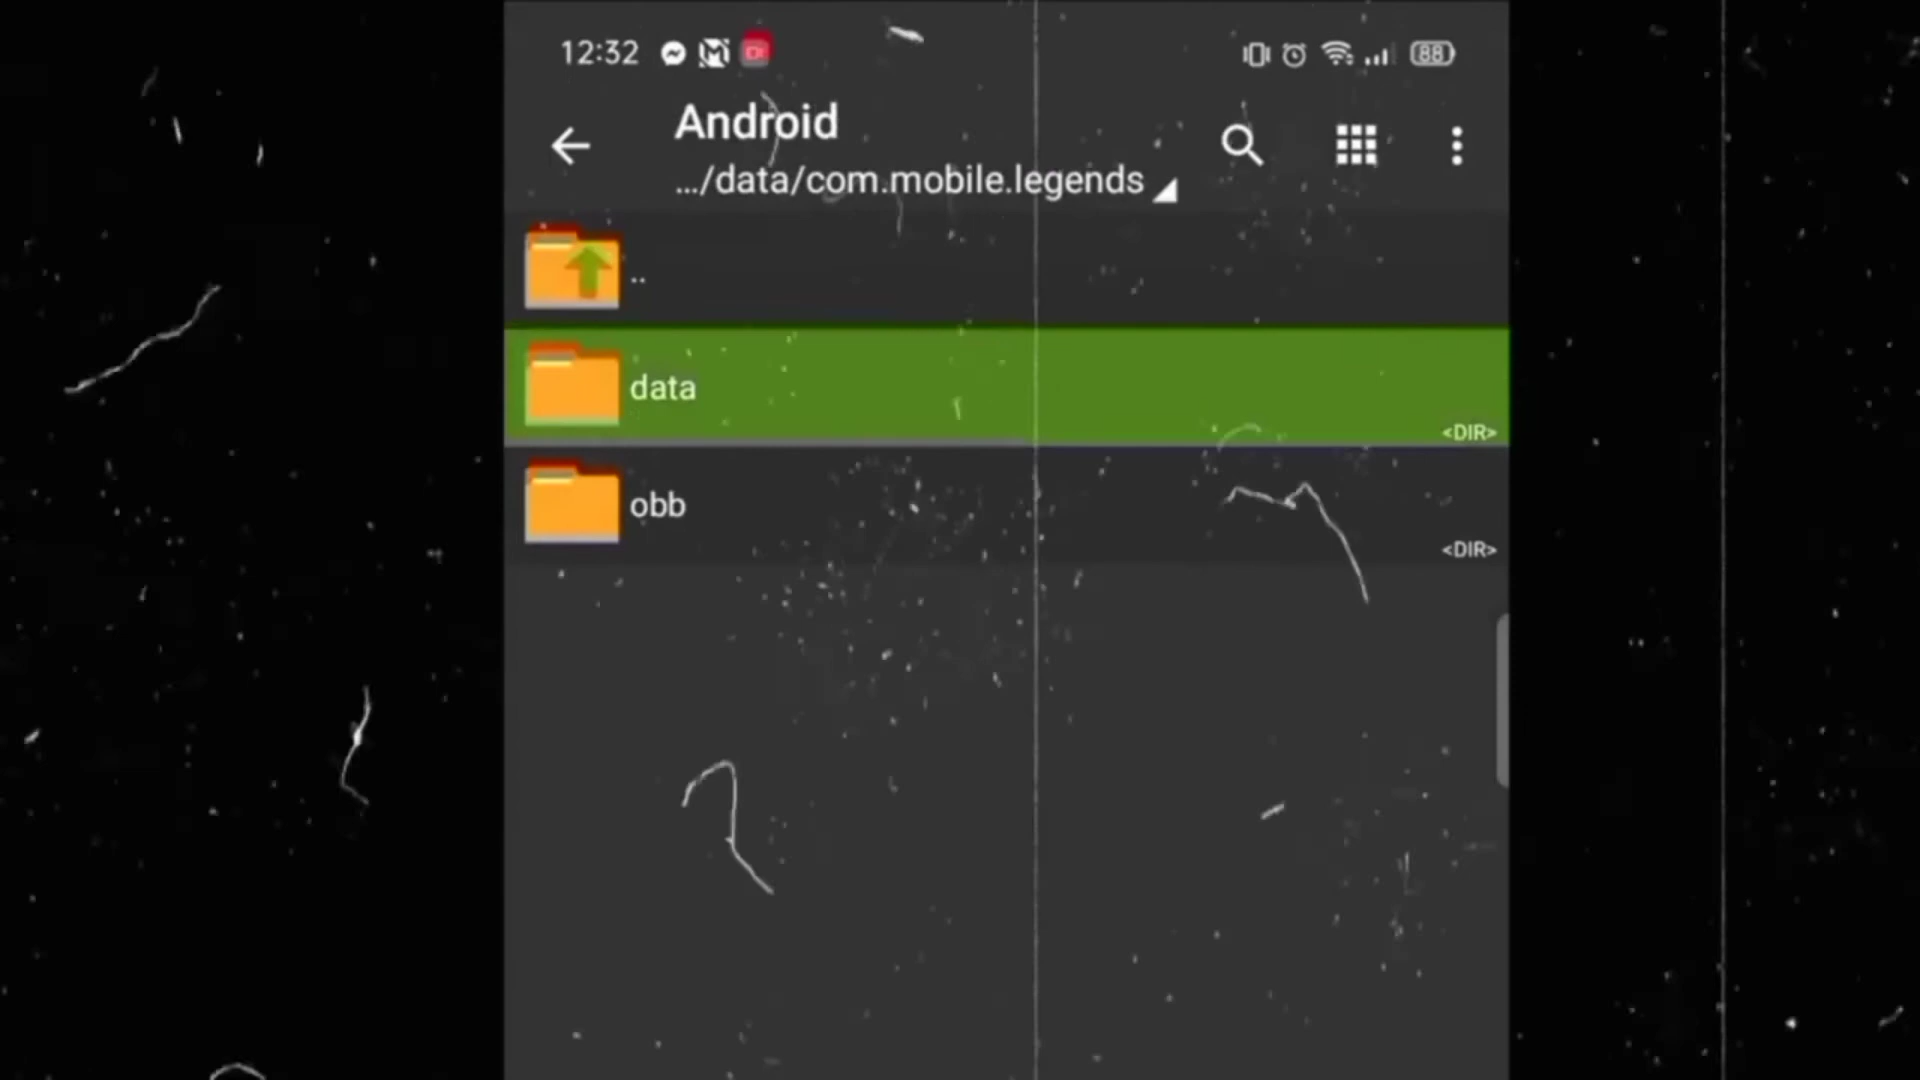 12:32
88
Android
.../data/com.mobile.legends
..
data
<DIR>
obb
<DIR>